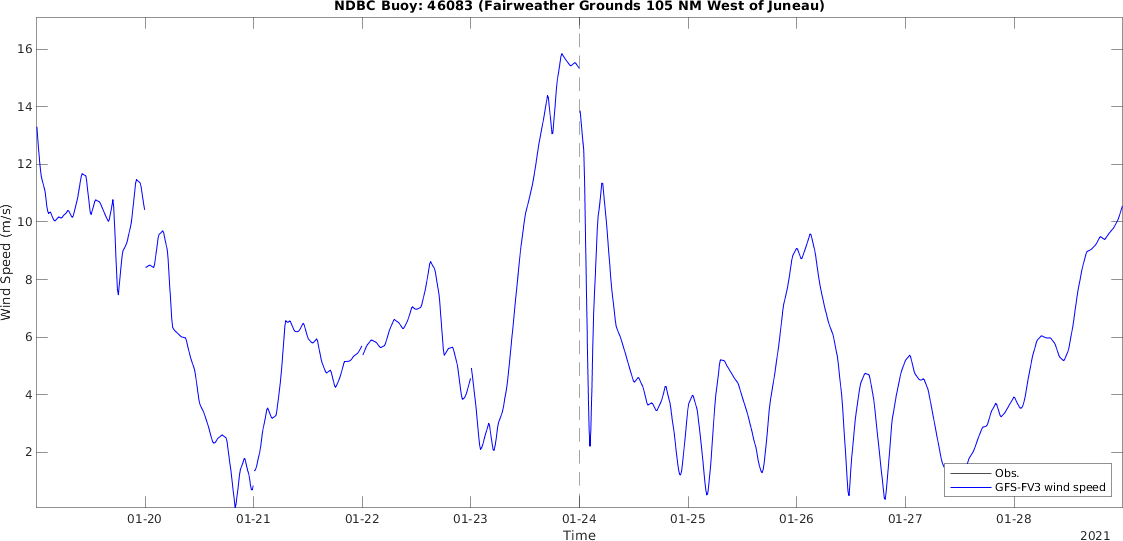 NDBC Buoy: 46083 (Fairweather Grounds 105 NM West of Juneau)
16
14
12
10
8
6
4
2
Wind Speed (m/s)
Obs.
GFS-FV3 wind speed
01-20 01-21 01-22 01-23 01-24 01-25 01-26 01-27 01-28
Time
2021